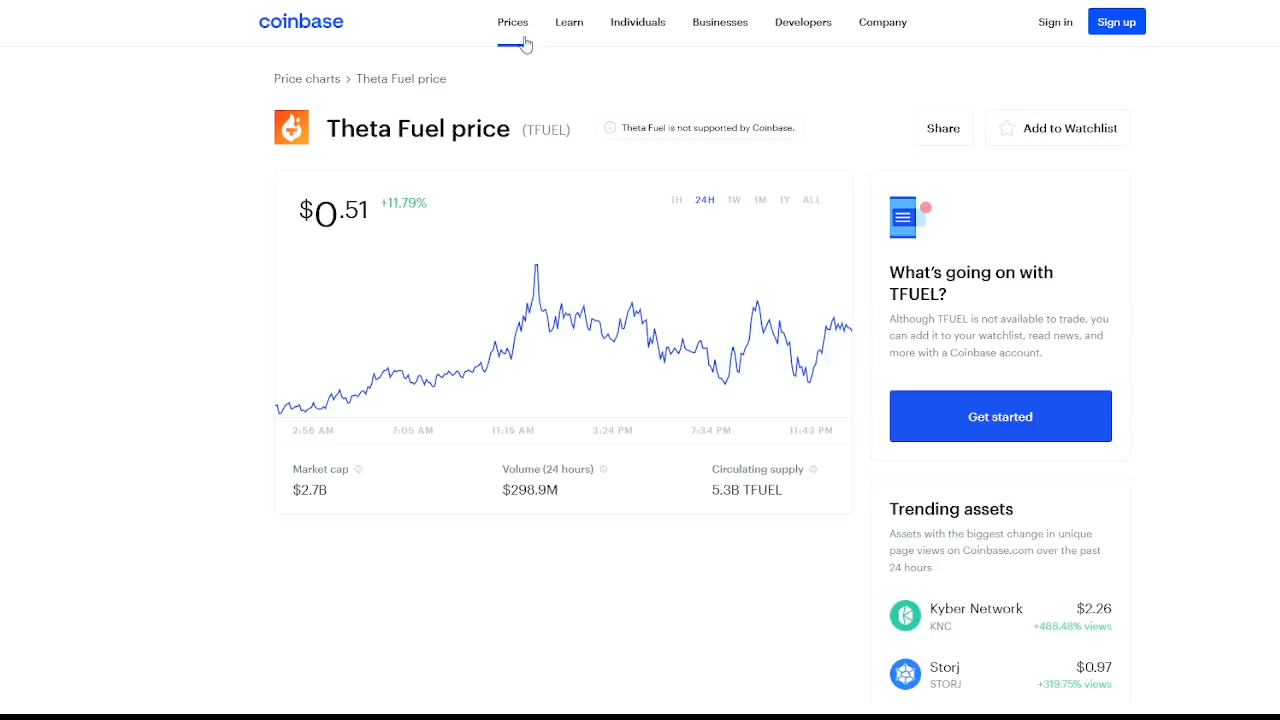 coinbase
Prices
Learn
Individuals
Businesses
Developers
Company
Sign in
Sign up
Price charts > Theta Fuel price
Theta Fuel price (TFUEL)
Theta Fuel is not supported by Coinbase.
Share
Add to Watchlist
$0.51 +11.79%
1H 24H 1W 1M 1Y ALL
2:56 AM 7:05 AM 11:15 AM 3:24 PM 7:34 PM 11:43 PM
Market cap
$2.7B
Volume (24 hours)
$298.9M
Circulating supply
5.3B TFUEL
What's going on with
TFUEL?
Although TFUEL is not available to trade, you
can add it to your watchlist, read news, and
more with a Coinbase account.
Get started
Trending assets
Assets with the biggest change in unique
page views on Coinbase.com over the past
24 hours
Kyber Network $2.26
KNC +486.48% views
Storj $0.97
STORJ +319.75% views